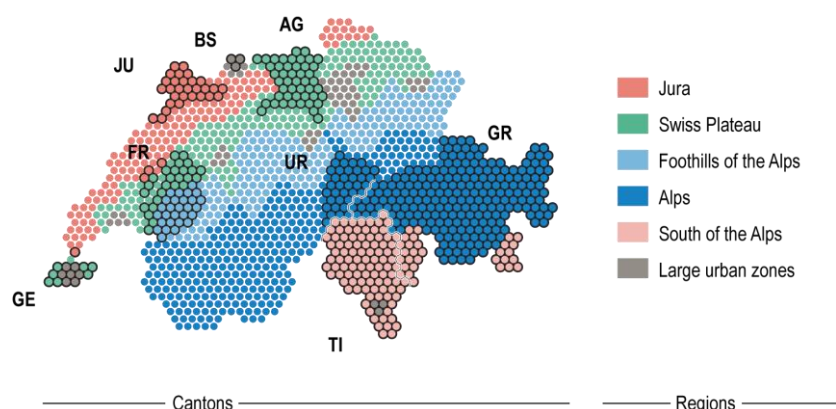 AG
BS
JU
FR
UR
GR
GE
TI
Jura
Swiss Plateau
Foothills of the Alps
Alps
South of the Alps
Large urban zones
Cantons
Regions